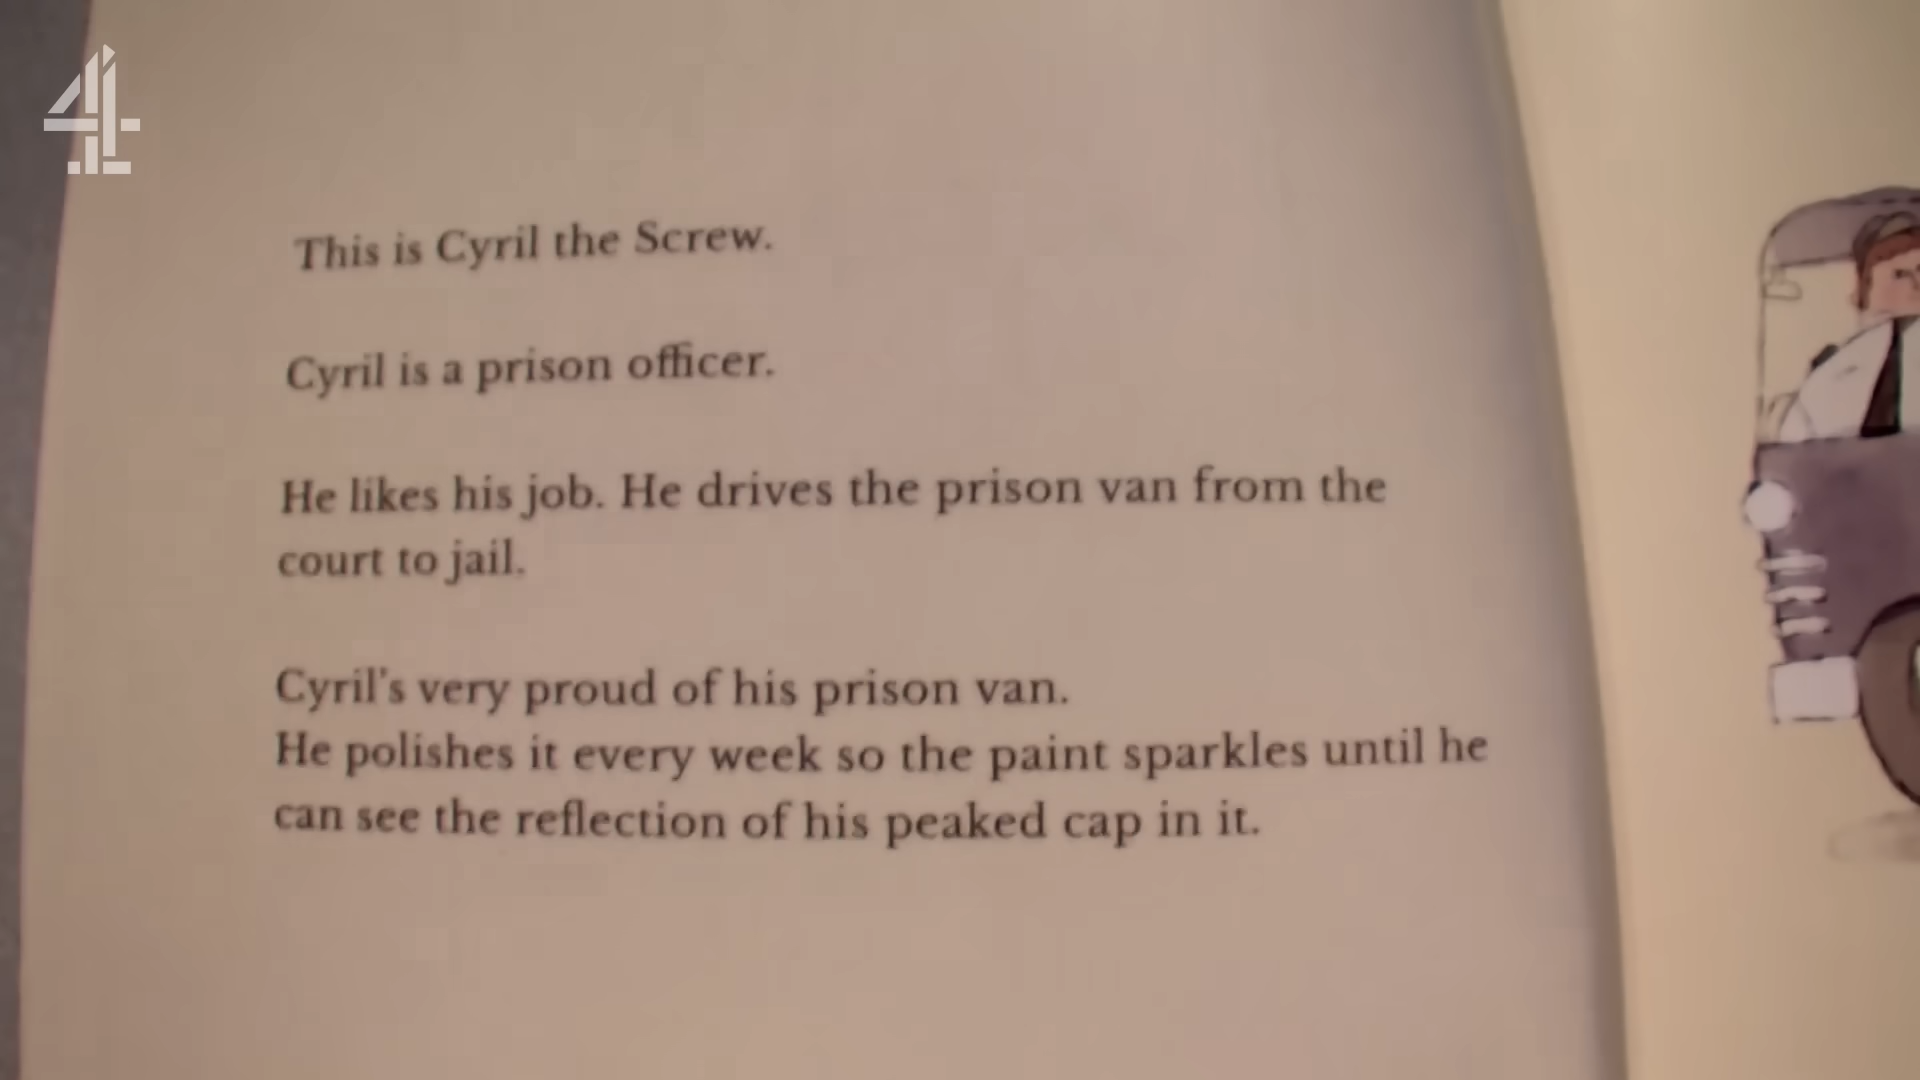 This is Cyril the Screw.
Cyril is a prison officer.
He likes his job. He drives the prison van from the
court to jail.
Cyril's very proud of his prison van.
He polishes it every week so the paint sparkles until he
can see the reflection of his peaked cap in it.
4